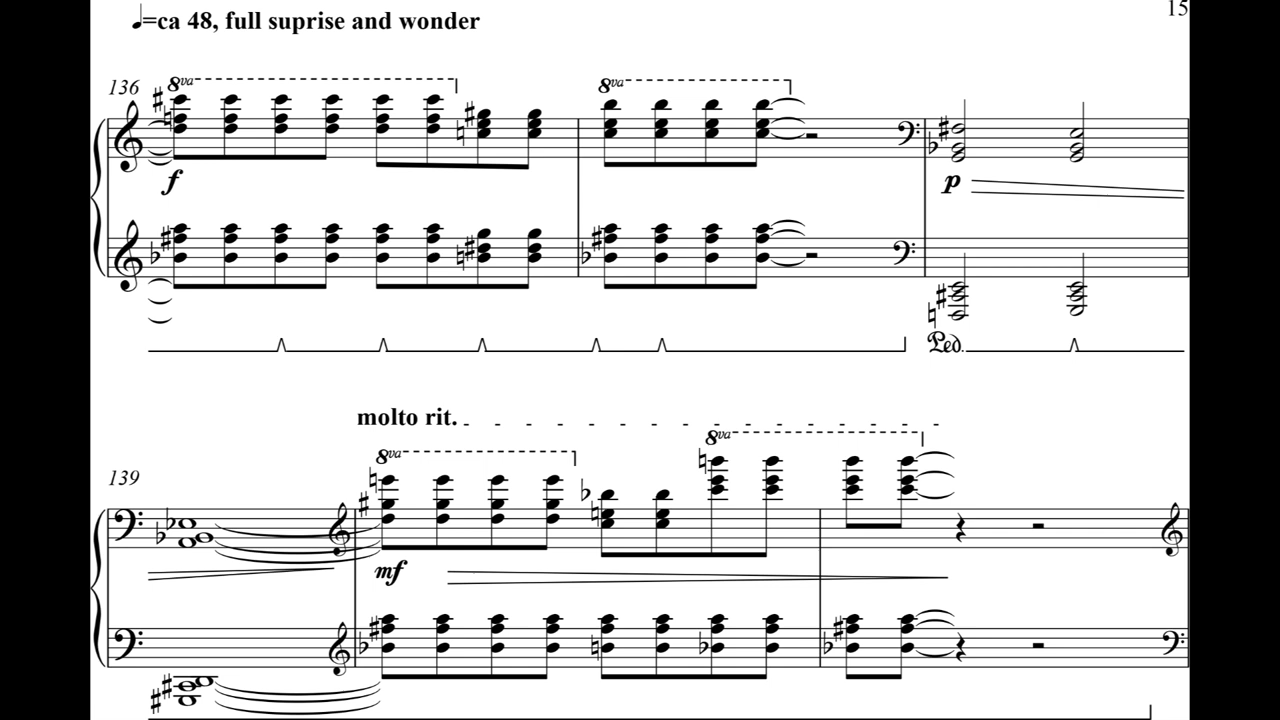 15
♩=ca 48, full suprise and wonder
136
8va
8va
f
p
Ped.
molto rit.
8va
8va
139
mf